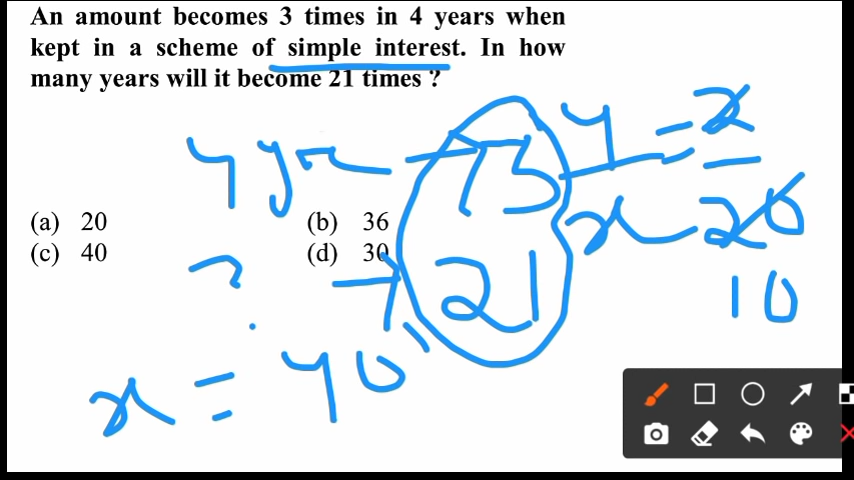 An amount becomes 3 times in 4 years when
kept in a scheme of simple interest. In how
many years will it become 21 times ?
4 yr → 3
4 = 2
x 20
10
(a) 20 (b) 36
(c) 40 (d) 30
? → 21
x = 40